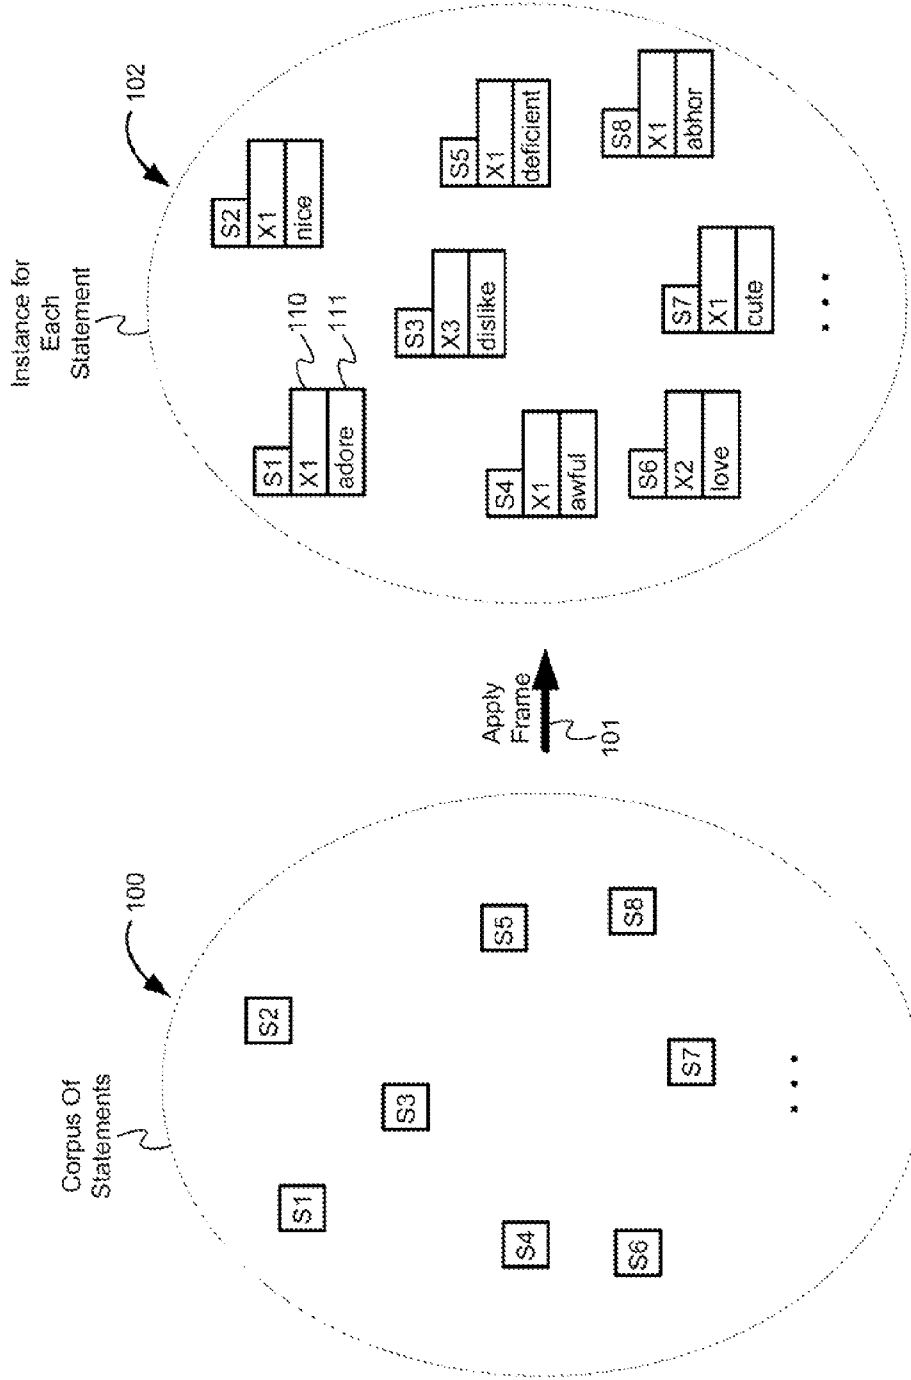 Corpus Of
Statements
100
S1
S2
S3
S4
S5
S6
S7
S8
Apply
Frame
101
Instance for
Each
Statement
102
S1
X1
adore
110
111
S2
X1
nice
S3
X3
dislike
S4
X1
awful
S5
X1
deficient
S6
X2
love
S7
X1
cute
S8
X1
abhor